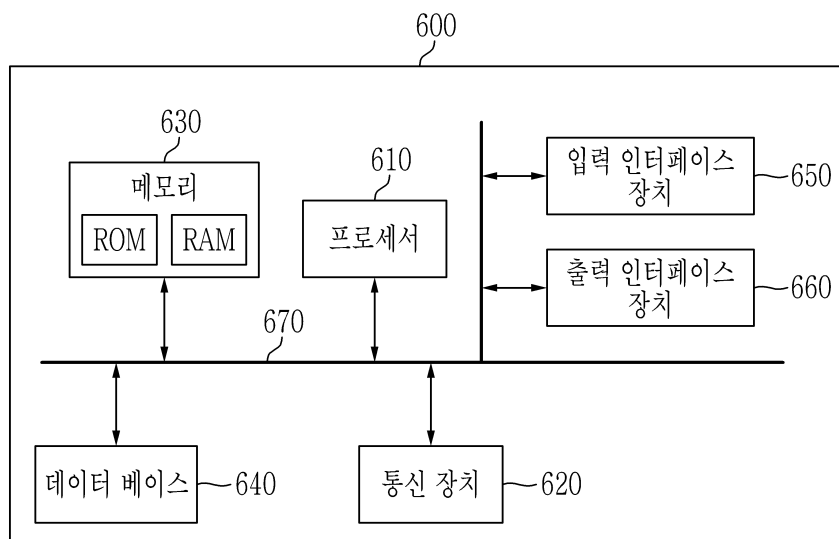 600
630
메모리
ROM
RAM
610
프로세서
입력 인터페이스
장치
650
출력 인터페이스
장치
660
670
데이터 베이스
640
통신 장치
620